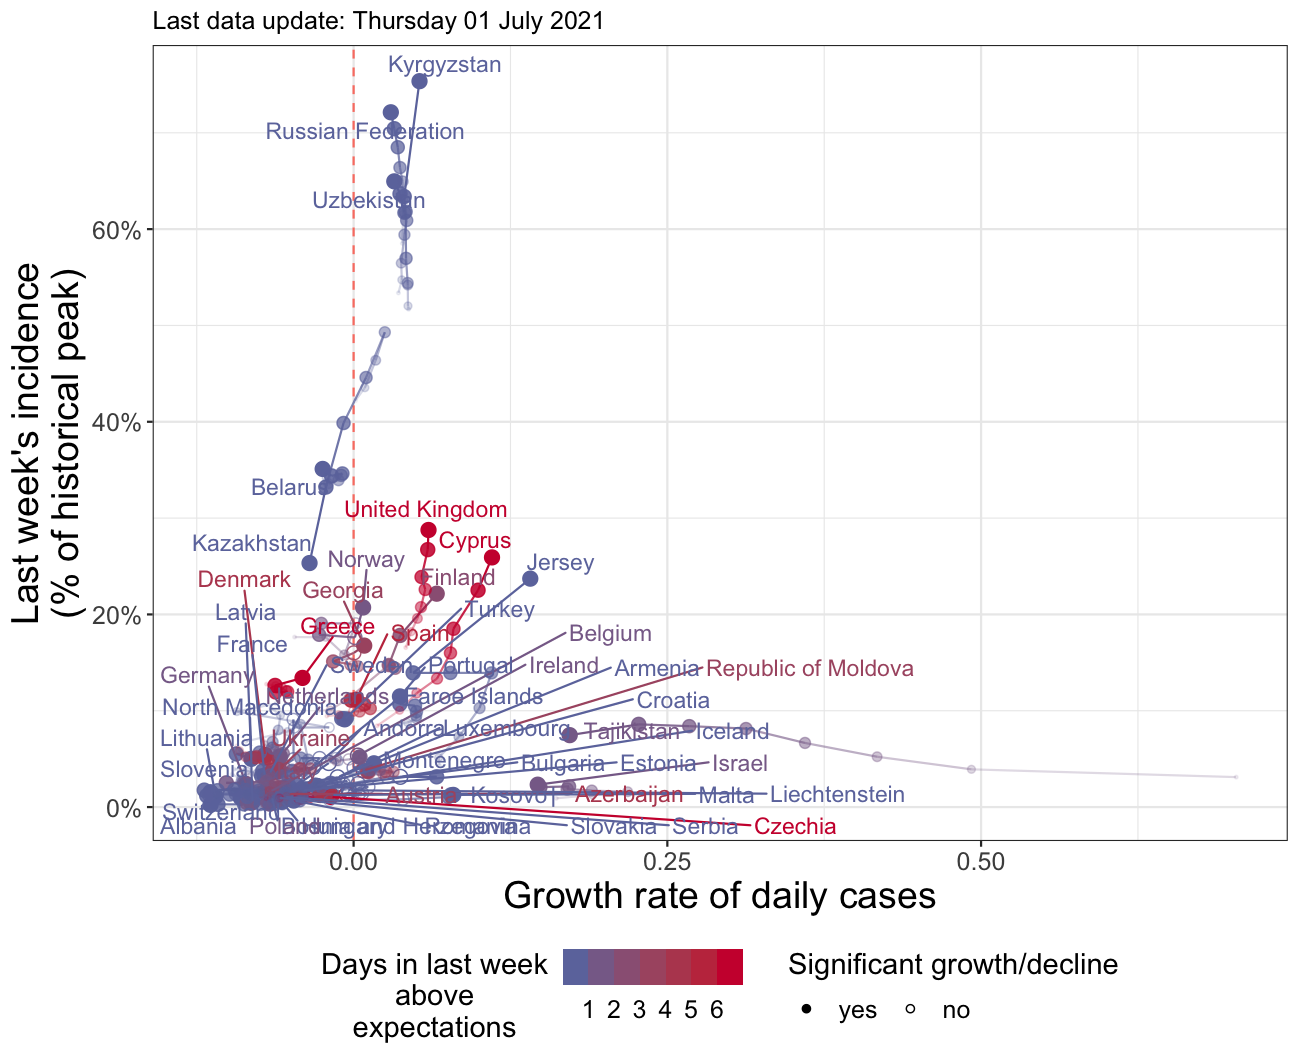 Last data update: Thursday 01 July 2021
Last week's incidence
(% of historical peak)
60%
40%
20%
0%
Kyrgyzstan
Russian Federation
Uzbekistan
Belarus
United Kingdom
Cyprus
Kazakhstan
Norway
Jersey
Denmark
Finland
Georgia
Latvia
Turkey
Greece
Spain
Belgium
France
Sweden
Portugal
Ireland
Armenia
Republic of Moldova
Germany
Netherlands
Faroe Islands
Croatia
North Macedonia
Andorra
Luxembourg
Tajikistan
Iceland
Lithuania
Ukraine
Montenegro
Bulgaria
Estonia
Israel
Slovenia
Austria
Kosovo
Azerbaijan
Malta
Liechtenstein
Switzerland
Albania
Poland
Hungary
Bosnia and Herzegovina
Romania
Slovakia
Serbia
Czechia
0.00
0.25
0.50
Growth rate of daily cases
Days in last week
above
expectations
1 2 3 4 5 6
Significant growth/decline
yes
no